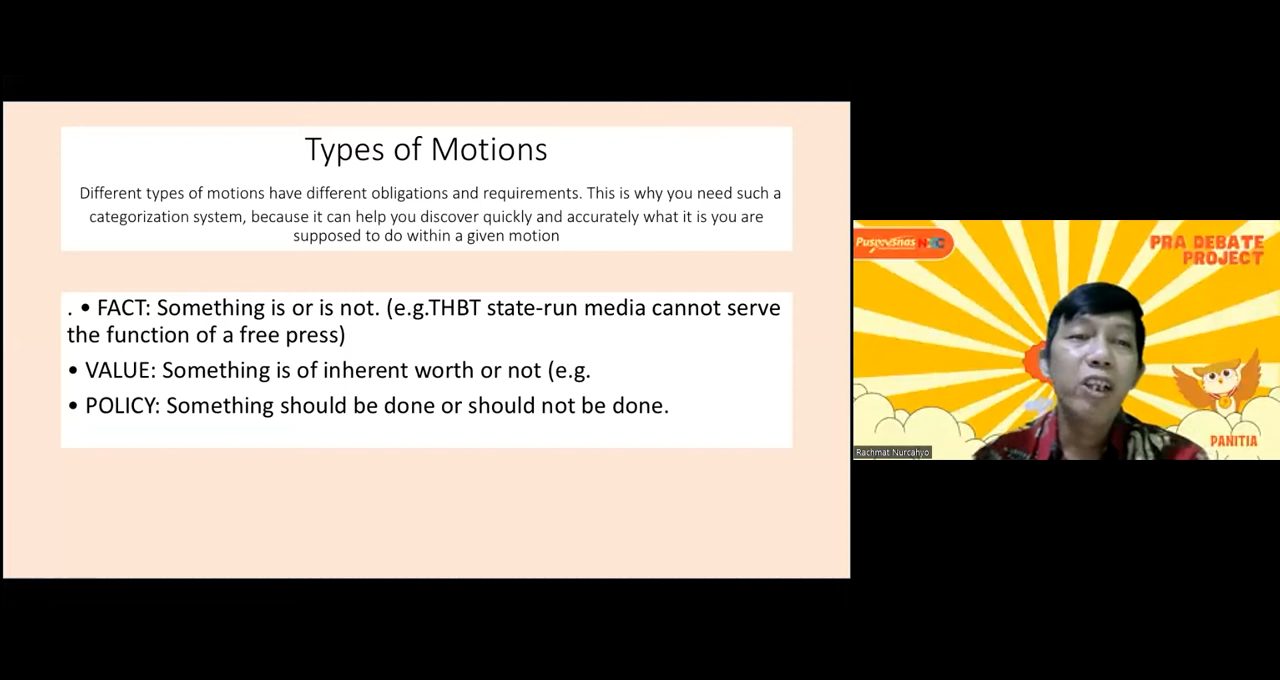 Types of Motions
Different types of motions have different obligations and requirements. This is why you need such a
categorization system, because it can help you discover quickly and accurately what it is you are
supposed to do within a given motion
. • FACT: Something is or is not. (e.g.THBT state-run media cannot serve
the function of a free press)
• VALUE: Something is of inherent worth or not (e.g.
• POLICY: Something should be done or should not be done.
Puspresnas
PRA DEBATE
PROJECT
PANITIA
Rachmat Nurcahyo